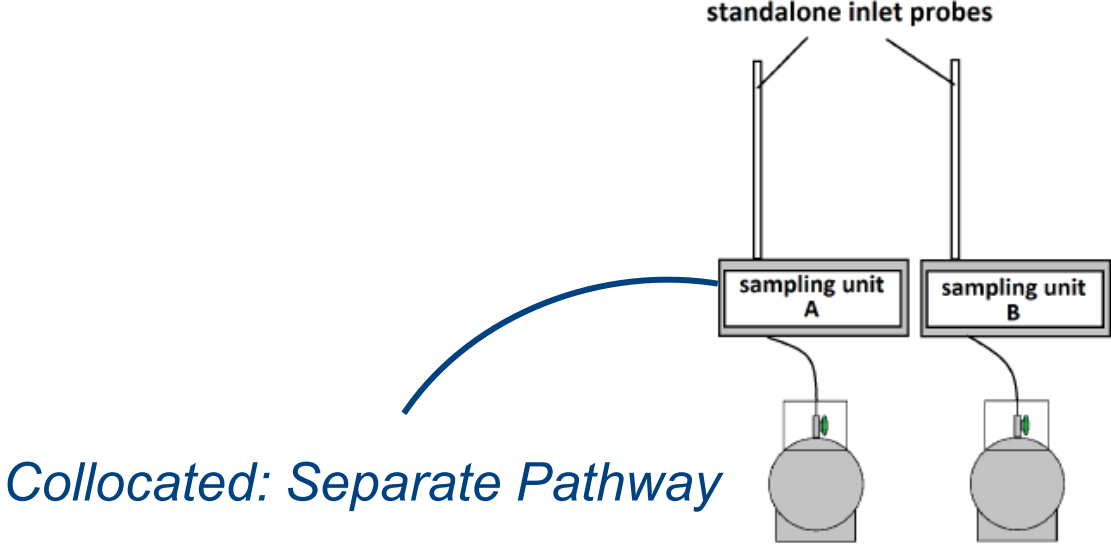 standalone inlet probes
sampling unit
A
sampling unit
B
Collocated: Separate Pathway